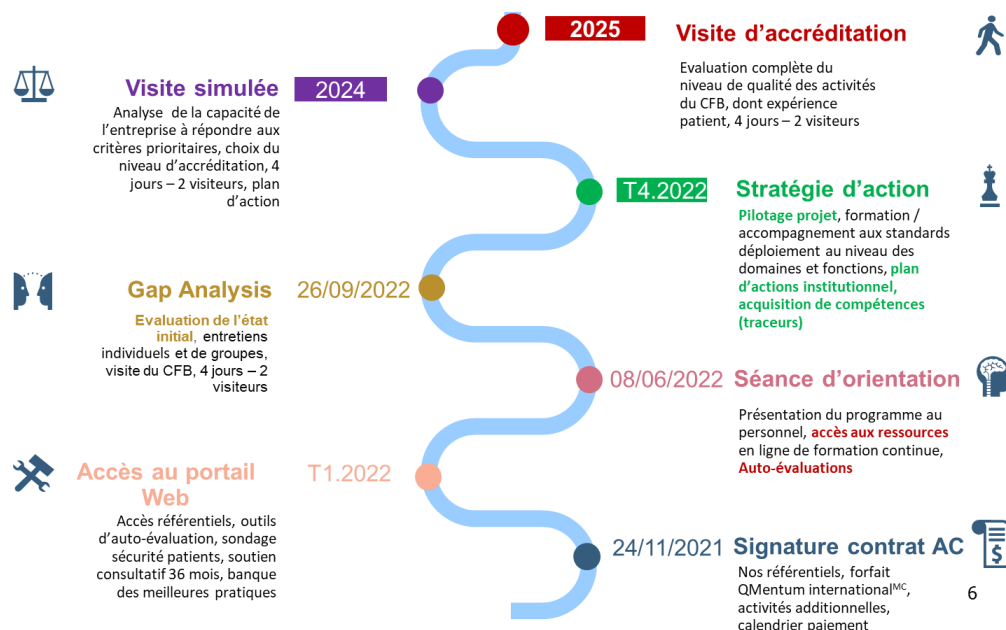 2025
Visite d’accréditation
Evaluation complète du
niveau de qualité des activités
du CFB, dont expérience
patient, 4 jours – 2 visiteurs
Visite simulée
2024
Analyse de la capacité de
l’entreprise à répondre aux
critères prioritaires, choix du
niveau d’accréditation, 4
jours – 2 visiteurs, plan
d’action
T4.2022
Stratégie d’action
Pilotage projet, formation /
accompagnement aux standards
déploiement au niveau des
domaines et fonctions, plan
d’actions institutionnel,
acquisition de compétences
(traceurs)
Gap Analysis
26/09/2022
Evaluation de l’état
initial, entretiens
individuels et de groupes,
visite du CFB, 4 jours – 2
visiteurs
08/06/2022
Séance d’orientation
Présentation du programme au
personnel, accès aux ressources
en ligne de formation continue,
Auto-évaluations
Accès au portail
Web
T1.2022
Accès référentiels, outils
d’auto-évaluation, sondage
sécurité patients, soutien
consultatif 36 mois, banque
des meilleures pratiques
24/11/2021
Signature contrat AC
$
Nos référentiels, forfait
QMentum internationalMC,
activités additionnelles,
calendrier paiement
6